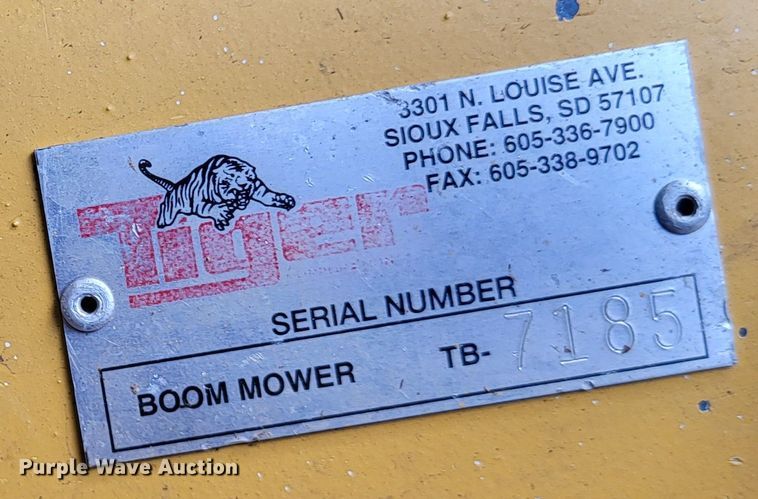 3301 N. LOUISE AVE.
SIOUX FALLS, SD 57107
PHONE: 605-336-7900
FAX: 605-338-9702
Tiger
SERIAL NUMBER
BOOM MOWER TB-7185
Purple Wave Auction